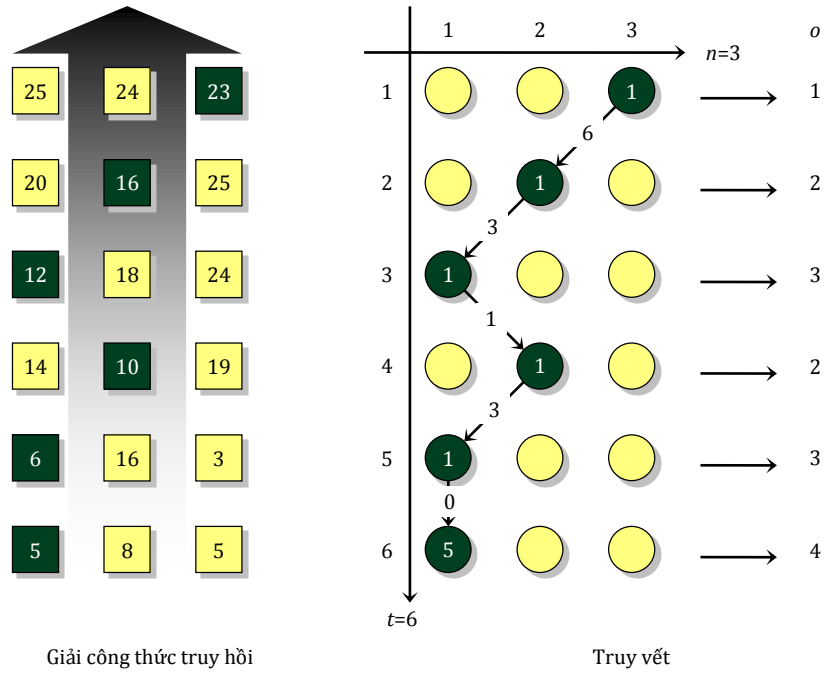 1 2 3 o
n=3
25 24 23 1 1 1
6
20 16 25 2 1 2
3
12 18 24 3 1 3
1
14 10 19 4 1 2
3
6 16 3 5 1 3
0
5 8 5 6 5 4
t=6
Giải công thức truy hồi Truy vết